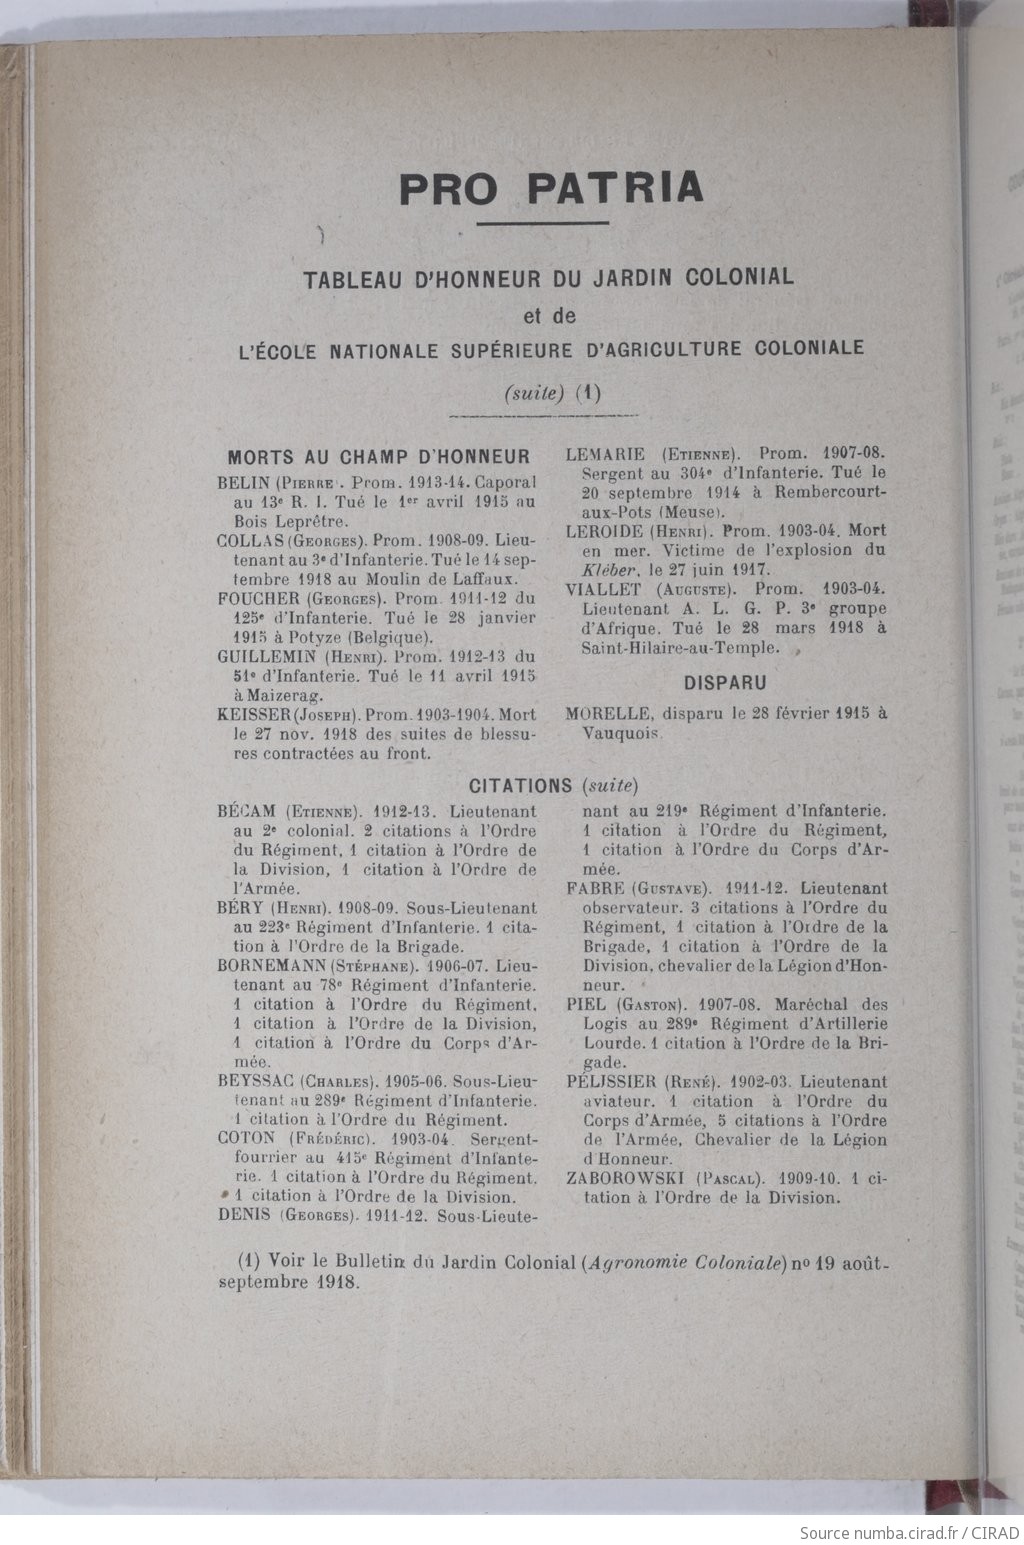 PRO PATRIA
TABLEAU D'HONNEUR DU JARDIN COLONIAL
et de
L'ÉCOLE NATIONALE SUPÉRIEURE D'AGRICULTURE COLONIALE
(suite) (1)
MORTS AU CHAMP D'HONNEUR
BELIN (PIERRE). Prom. 1913-14. Caporal
au 13e R. I. Tué le 1er avril 1915 au
Bois Leprêtre.
COLLAS (GEORGES). Prom. 1908-09. Lieu-
tenant au 3e d'Infanterie. Tué le 14 sep-
tembre 1918 au Moulin de Laffaux.
FOUCHER (GEORGES). Prom. 1911-12 du
125e d'Infanterie. Tué le 28 janvier
1915 à Potyze (Belgique).
GUILLEMIN (HENRI). Prom. 1912-13 du
51e d'Infanterie. Tué le 11 avril 1915
à Maizerag.
KEISSER (JOSEPH). Prom. 1903-1904. Mort
le 27 nov. 1918 des suites de blessu-
res contractées au front.
LEMARIE (ETIENNE). Prom. 1907-08.
Sergent au 304e d'Infanterie. Tué le
20 septembre 1914 à Rembercourt-
aux-Pots (Meuse).
LEROIDE (HENRI). Prom. 1903-04. Mort
en mer. Victime de l'explosion du
Kléber, le 27 juin 1917.
VIALLET (AUGUSTE). Prom. 1903-04.
Lieutenant A. L. G. P. 3e groupe
d'Afrique. Tué le 28 mars 1918 à
Saint-Hilaire-au-Temple.
DISPARU
MORELLE, disparu le 28 février 1915 à
Vauquois.
CITATIONS (suite)
BÉCAM (ETIENNE). 1912-13. Lieutenant
au 2e colonial. 2 citations à l'Ordre
du Régiment, 1 citation à l'Ordre de
la Division, 1 citation à l'Ordre de
l'Armée.
BÉRY (HENRI). 1908-09. Sous-Lieutenant
au 223e Régiment d'Infanterie. 1 cita-
tion à l'Ordre de la Brigade.
BORNEMANN (STÉPHANE). 1906-07. Lieu-
tenant au 78e Régiment d'Infanterie.
1 citation à l'Ordre du Régiment,
1 citation à l'Ordre de la Division,
1 citation à l'Ordre du Corps d'Ar-
mée.
BEYSSAC (CHARLES). 1905-06. Sous-Lieu-
tenant au 289e Régiment d'Infanterie.
1 citation à l'Ordre du Régiment.
COTON (FRÉDÉRIC). 1903-04. Sergent-
fourrier au 415e Régiment d'Infante-
rie. 1 citation à l'Ordre du Régiment.
1 citation à l'Ordre de la Division.
DENIS (GEORGES). 1911-12. Sous-Lieute-
nant au 219e Régiment d'Infanterie.
1 citation à l'Ordre du Régiment,
1 citation à l'Ordre du Corps d'Ar-
mée.
FABRE (GUSTAVE). 1911-12. Lieutenant
observateur. 3 citations à l'Ordre du
Régiment, 1 citation à l'Ordre de la
Brigade, 1 citation à l'Ordre de la
Division, chevalier de la Légion d'Hon-
neur.
PIEL (GASTON). 1907-08. Maréchal des
Logis au 289e Régiment d'Artillerie
Lourde. 1 citation à l'Ordre de la Bri-
gade.
PÉLISSIER (RENÉ). 1902-03. Lieutenant
aviateur. 1 citation à l'Ordre du
Corps d'Armée, 5 citations à l'Ordre
de l'Armée, Chevalier de la Légion
d'Honneur.
ZABOROWSKI (PASCAL). 1909-10. 1 ci-
tation à l'Ordre de la Division.
(1) Voir le Bulletin du Jardin Colonial (Agronomie Coloniale) no 19 août-
septembre 1918.
Source numba.cirad.fr / CIRAD